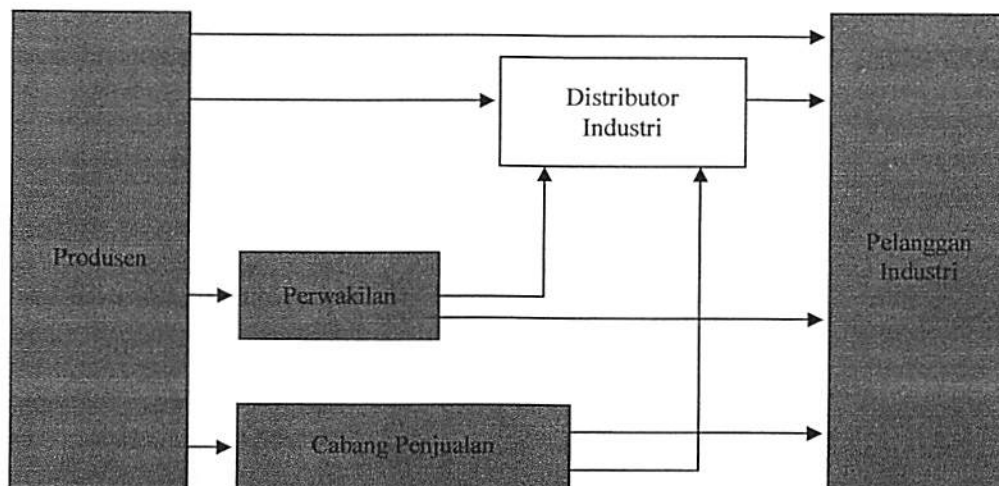 Distributor
Industri
Produsen
Pelanggan
Industri
Perwakilan
Cabang Penjualan